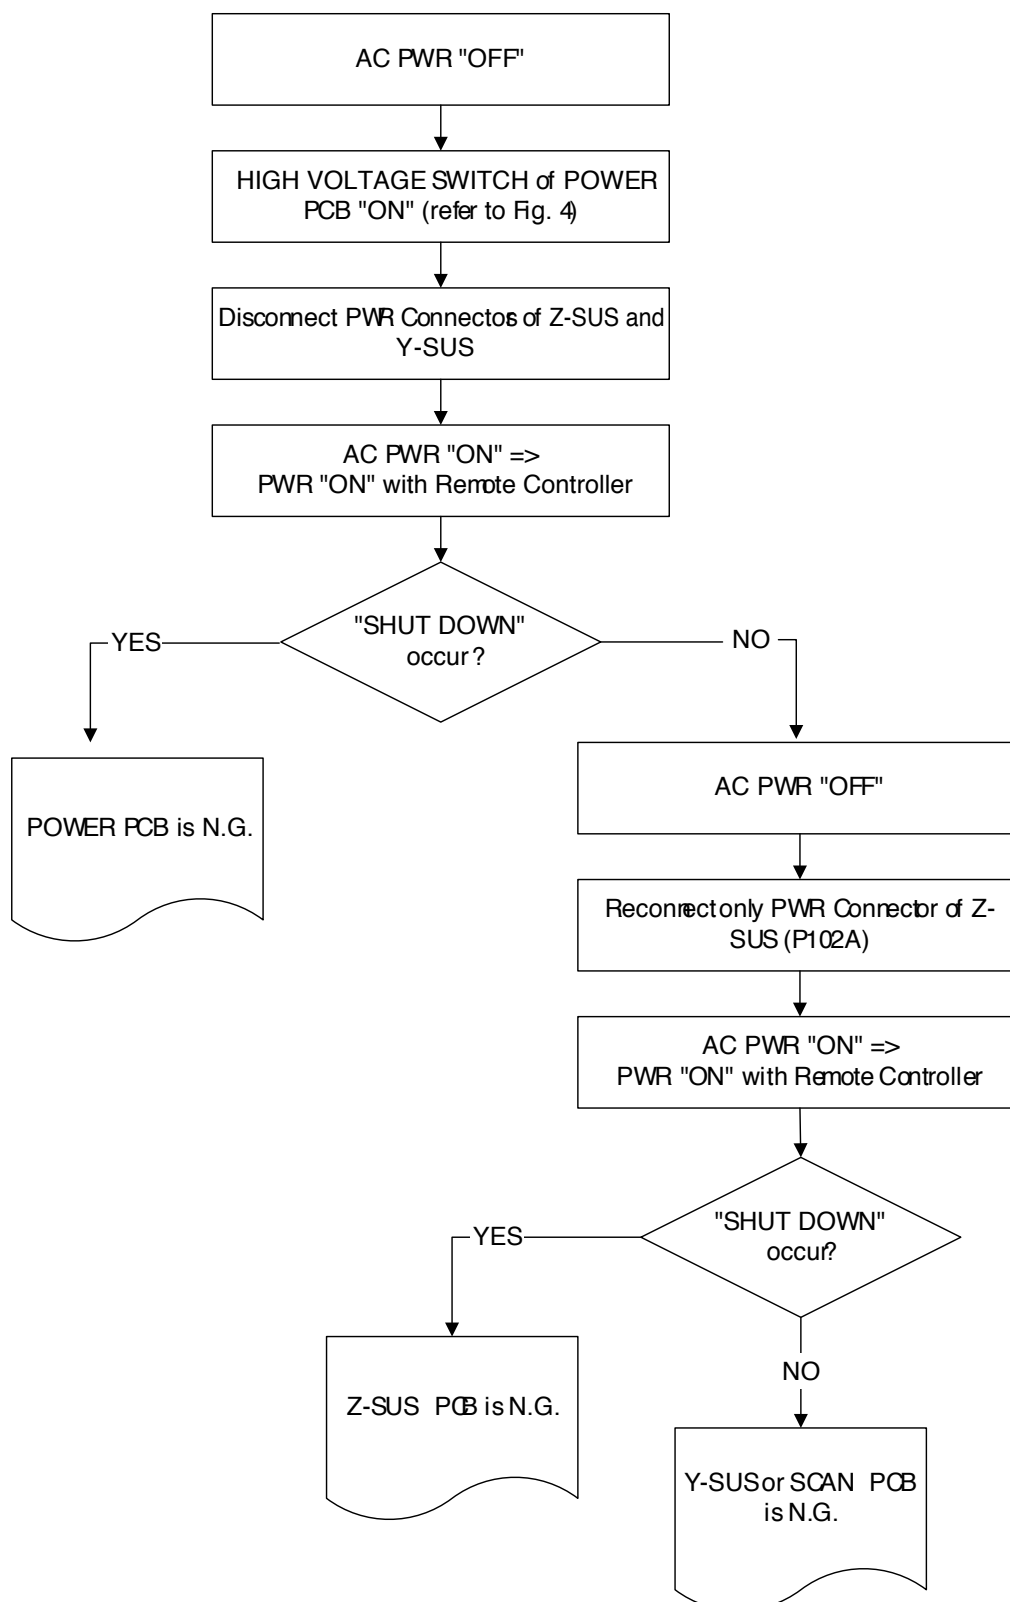 AC PWR "OFF"
HIGH VOLTAGE SWITCH of POWER
PCB "ON" (refer to Fig. 4)
Disconnect PWR Connectors of Z-SUS and
Y-SUS
AC PWR "ON" =>
PWR "ON" with Remote Controller
"SHUT DOWN"
occur?
YES
NO
POWER PCB is N.G.
AC PWR "OFF"
Reconnect only PWR Connector of Z-
SUS (P102A)
AC PWR "ON" =>
PWR "ON" with Remote Controller
"SHUT DOWN"
occur?
YES
NO
Z-SUS PCB is N.G.
Y-SUS or SCAN PCB
is N.G.